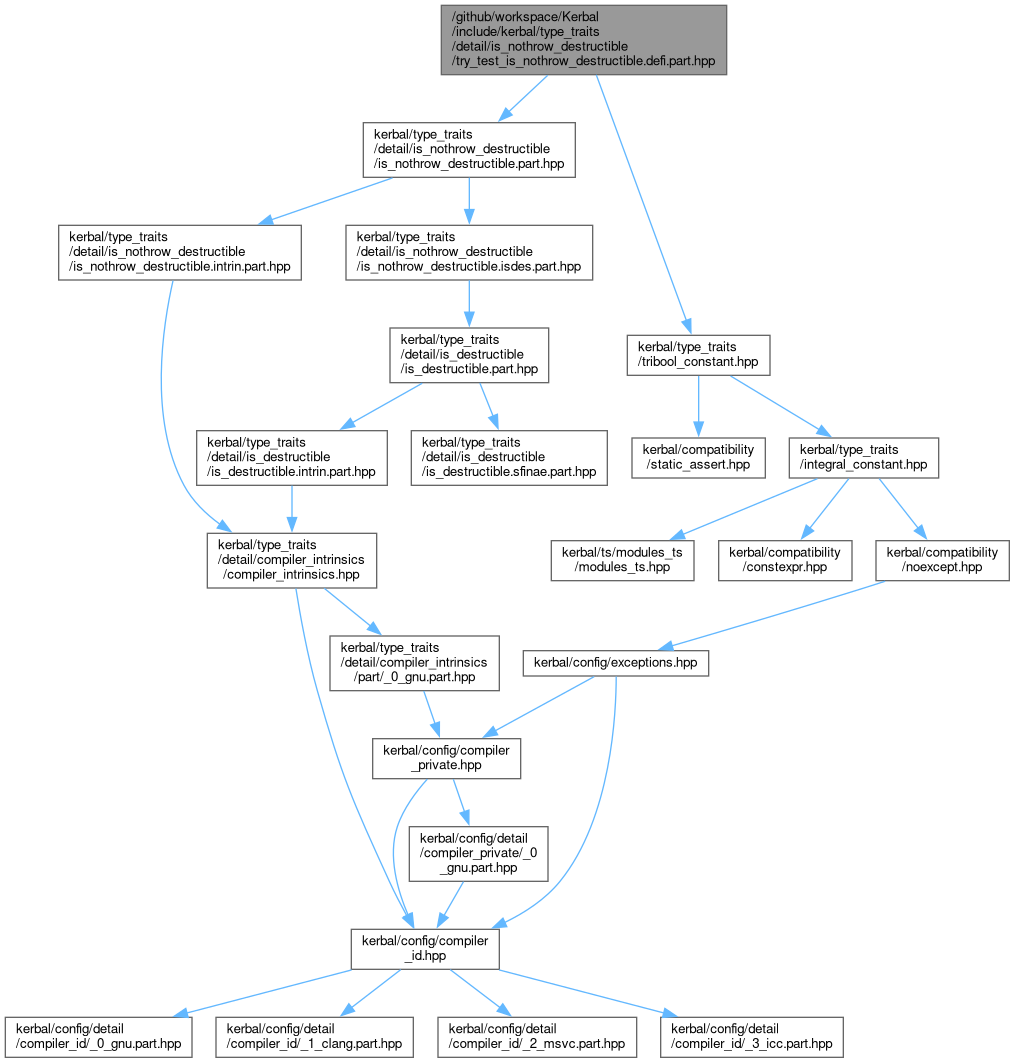 /github/workspace/Kerbal
/include/kerbal/type_traits
/detail/is_nothrow_destructible
/try_test_is_nothrow_destructible.defi.part.hpp
kerbal/type_traits
/detail/is_nothrow_destructible
/is_nothrow_destructible.part.hpp
kerbal/type_traits
/detail/is_nothrow_destructible
/is_nothrow_destructible.intrin.part.hpp
kerbal/type_traits
/detail/is_nothrow_destructible
/is_nothrow_destructible.isdes.part.hpp
kerbal/type_traits
/detail/is_destructible
/is_destructible.part.hpp
kerbal/type_traits
/tribool_constant.hpp
kerbal/type_traits
/detail/is_destructible
/is_destructible.intrin.part.hpp
kerbal/type_traits
/detail/is_destructible
/is_destructible.sfinae.part.hpp
kerbal/compatibility
/static_assert.hpp
kerbal/type_traits
/integral_constant.hpp
kerbal/type_traits
/detail/compiler_intrinsics
/compiler_intrinsics.hpp
kerbal/ts/modules_ts
/modules_ts.hpp
kerbal/compatibility
/constexpr.hpp
kerbal/compatibility
/noexcept.hpp
kerbal/type_traits
/detail/compiler_intrinsics
/part/_0_gnu.part.hpp
kerbal/config/exceptions.hpp
kerbal/config/compiler
_private.hpp
kerbal/config/detail
/compiler_private/_0
_gnu.part.hpp
kerbal/config/compiler
_id.hpp
kerbal/config/detail
/compiler_id/_0_gnu.part.hpp
kerbal/config/detail
/compiler_id/_1_clang.part.hpp
kerbal/config/detail
/compiler_id/_2_msvc.part.hpp
kerbal/config/detail
/compiler_id/_3_icc.part.hpp